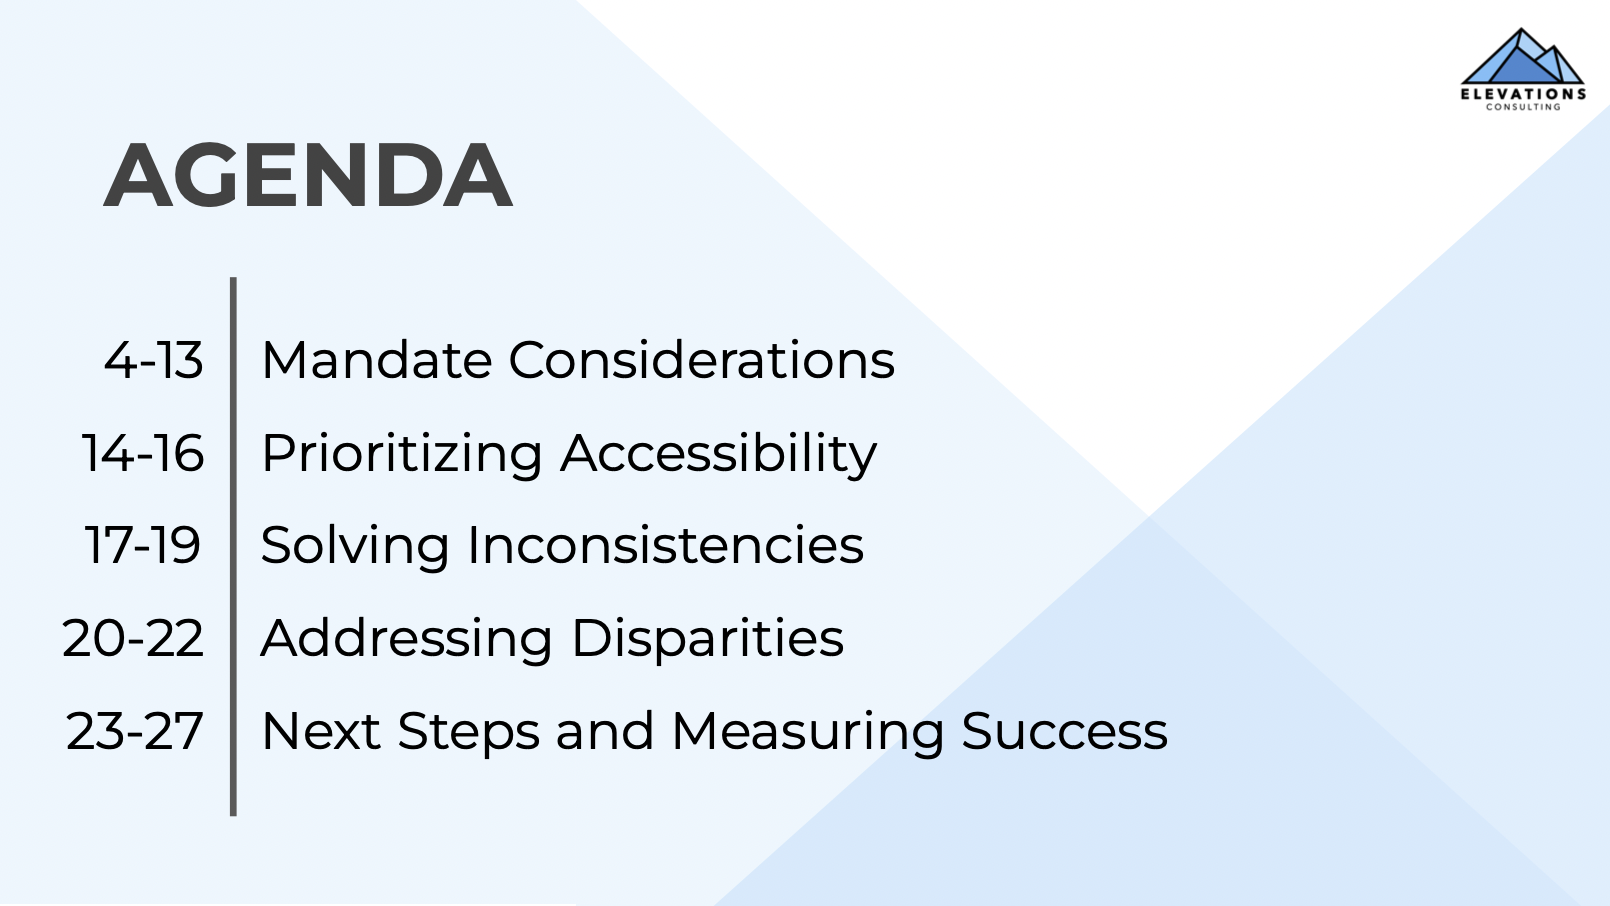 ELEVATIONS
CONSULTING
AGENDA
4-13 Mandate Considerations
14-16 Prioritizing Accessibility
17-19 Solving Inconsistencies
20-22 Addressing Disparities
23-27 Next Steps and Measuring Success